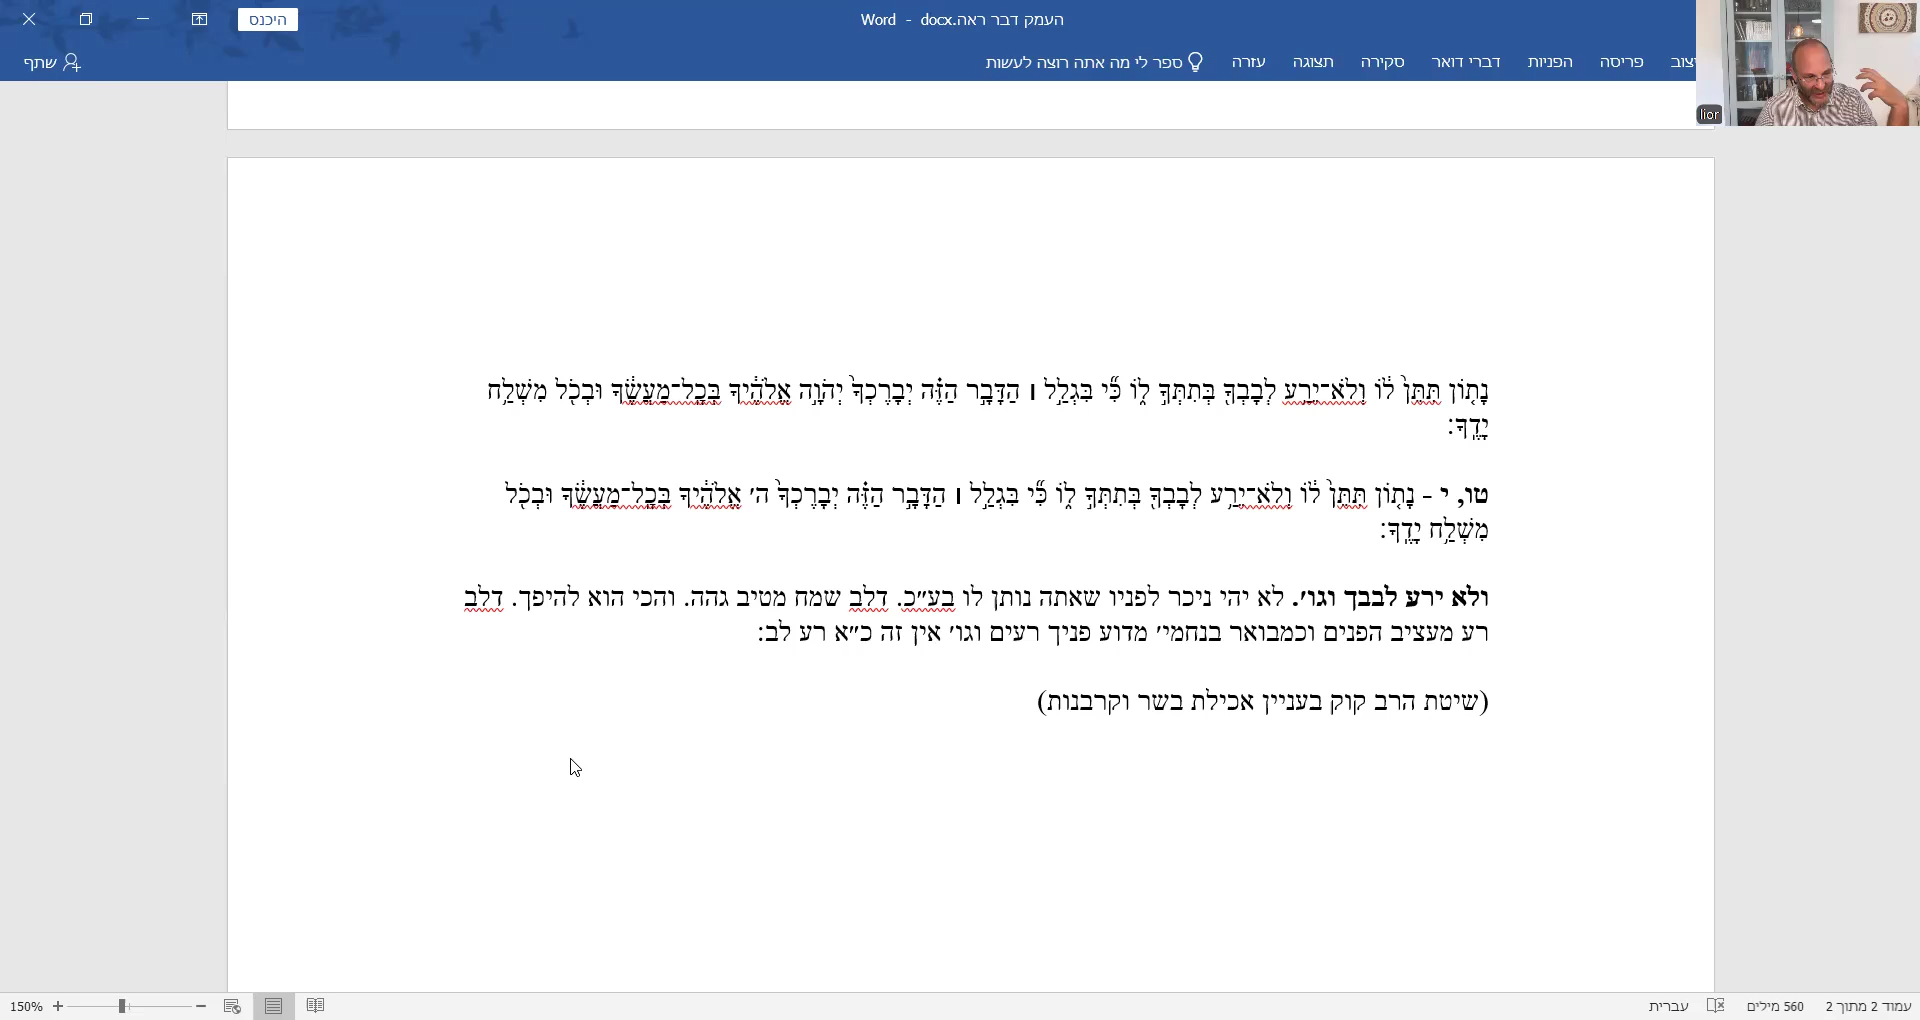 היכנס
העמק דבר ראה.docx - Word
יצוב פריסה הפניות דברי דואר סקירה תצוגה עזרה ספר לי מה אתה רוצה לעשות
שתף
lior
נָת֤וֹן תִּתֵּן֙ ל֔וֹ וְלֹא־יֵרַ֥ע לְבָבְךָ֖ בְּתִתְּךָ֣ ל֑וֹ כִּ֞י בִּגְלַ֣ל ׀ הַדָּבָ֣ר הַזֶּ֗ה יְבָרֶכְךָ֙ יְהֹוָ֣ה אֱלֹהֶ֔יךָ בְּכׇֽל־מַעֲשֶׂ֔ךָ וּבְכֹ֖ל מִשְׁלַ֥ח
יָדֶֽךָ׃
טו, י - נָת֤וֹן תִּתֵּן֙ ל֔וֹ וְלֹא־יֵרַ֥ע לְבָבְךָ֖ בְּתִתְּךָ֣ ל֑וֹ כִּ֞י בִּגְלַ֣ל ׀ הַדָּבָ֣ר הַזֶּ֗ה יְבָרֶכְךָ֙ ה׳ אֱלֹהֶ֔יךָ בְּכׇֽל־מַעֲשֶׂ֔ךָ וּבְכֹ֖ל
מִשְׁלַ֥ח יָדֶֽךָ׃
ולא ירע לבבך וגו׳. לא יהי ניכר לפניו שאתה נותן לו בע״כ. דלב שמח מטיב גהה. והכי הוא להיפך. דלב
רע מעציב הפנים וכמבואר בנחמי׳ מדוע פניך רעים וגו׳ אין זה כ״א רע לב:
(שיטת הרב קוק בעניין אכילת בשר וקרבנות)
עמוד 2 מתוך 2 560 מילים עברית
150%